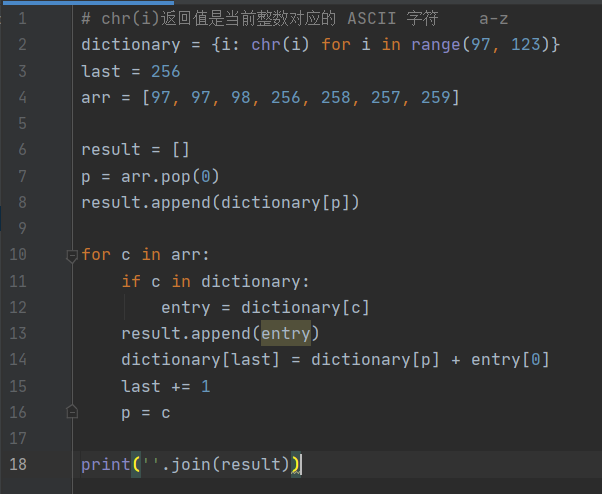 1 # chr(i)返回值是当前整数对应的 ASCII 字符    a-z
2 dictionary = {i: chr(i) for i in range(97, 123)}
3 last = 256
4 arr = [97, 97, 98, 256, 258, 257, 259]
5
6 result = []
7 p = arr.pop(0)
8 result.append(dictionary[p])
9
10 for c in arr:
11     if c in dictionary:
12         entry = dictionary[c]
13     result.append(entry)
14     dictionary[last] = dictionary[p] + entry[0]
15     last += 1
16     p = c
17
18 print(''.join(result))